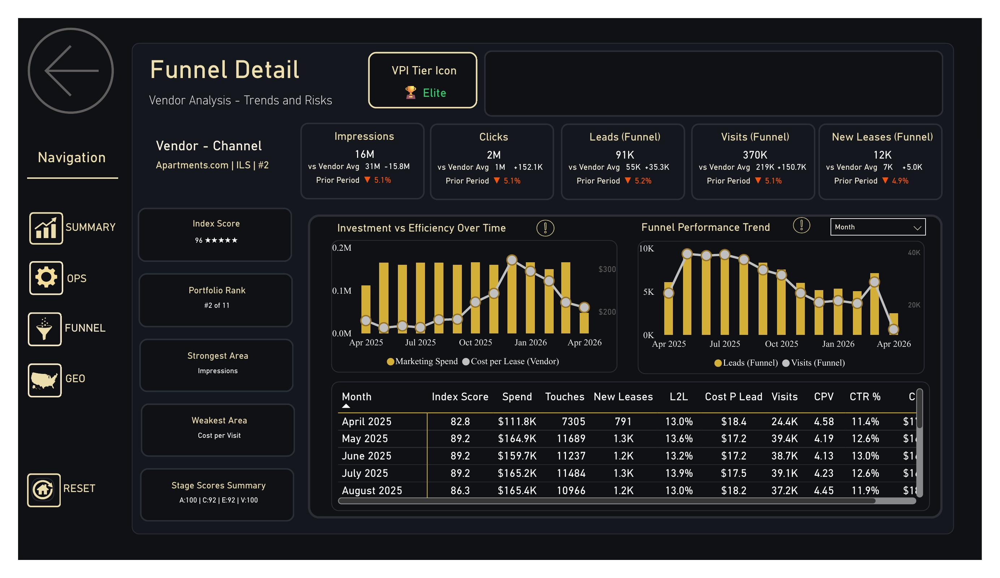 Funnel Detail
Vendor Analysis - Trends and Risks
VPI Tier Icon
Elite
Navigation
SUMMARY
OPS
FUNNEL
GEO
RESET
Vendor - Channel
Apartments.com | ILS | #2
Impressions
16M
vs Vendor Avg 31M -15.8M
Prior Period ▼ 5.1%
Clicks
2M
vs Vendor Avg 1M +152.1K
Prior Period ▼ 5.1%
Leads (Funnel)
91K
vs Vendor Avg 55K +35.3K
Prior Period ▼ 5.2%
Visits (Funnel)
370K
vs Vendor Avg 219K +150.7K
Prior Period ▼ 5.1%
New Leases (Funnel)
12K
vs Vendor Avg 7K +5.0K
Prior Period ▼ 4.9%
Index Score
96 ★★★★★
Portfolio Rank
#2 of 11
Strongest Area
Impressions
Weakest Area
Cost per Visit
Stage Scores Summary
A:100 | C:92 | E:92 | V:100
Investment vs Efficiency Over Time
0.2M
0.1M
0.0M
$300
$200
Apr 2025 Jul 2025 Oct 2025 Jan 2026 Apr 2026
Marketing Spend Cost per Lease (Vendor)
Funnel Performance Trend
Month
10K
5K
0K
40K
20K
Apr 2025 Jul 2025 Oct 2025 Jan 2026 Apr 2026
Leads (Funnel) Visits (Funnel)
Month Index Score Spend Touches New Leases L2L Cost P Lead Visits CPV CTR % C
April 2025 82.8 $111.8K 7305 791 13.0% $18.4 24.4K 4.58 11.4%
May 2025 89.2 $164.9K 11689 1.3K 13.6% $17.2 39.4K 4.19 12.6%
June 2025 89.2 $159.7K 11237 1.2K 13.2% $17.2 38.7K 4.13 13.0%
July 2025 89.2 $165.2K 11484 1.3K 13.9% $17.5 39.1K 4.23 12.6%
August 2025 86.3 $165.4K 10966 1.2K 13.0% $18.2 37.2K 4.45 11.9%